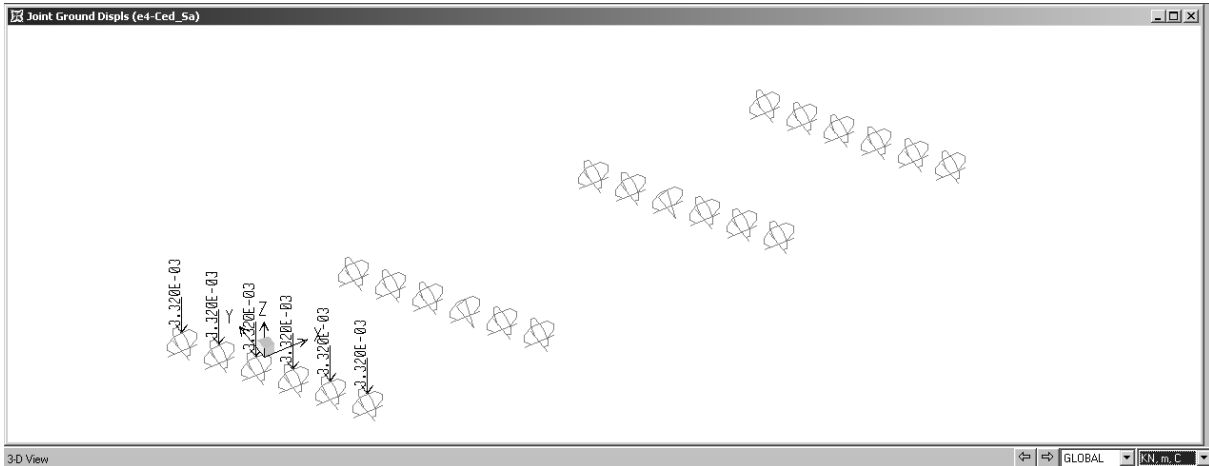 Joint Ground Displs (e4-Ced_Sa)
3.320E-03
3.320E-03
Y
3.320E-03
Z
3.320E-03
X
3.320E-03
3.320E-03
3-D View
GLOBAL
KN, m, C